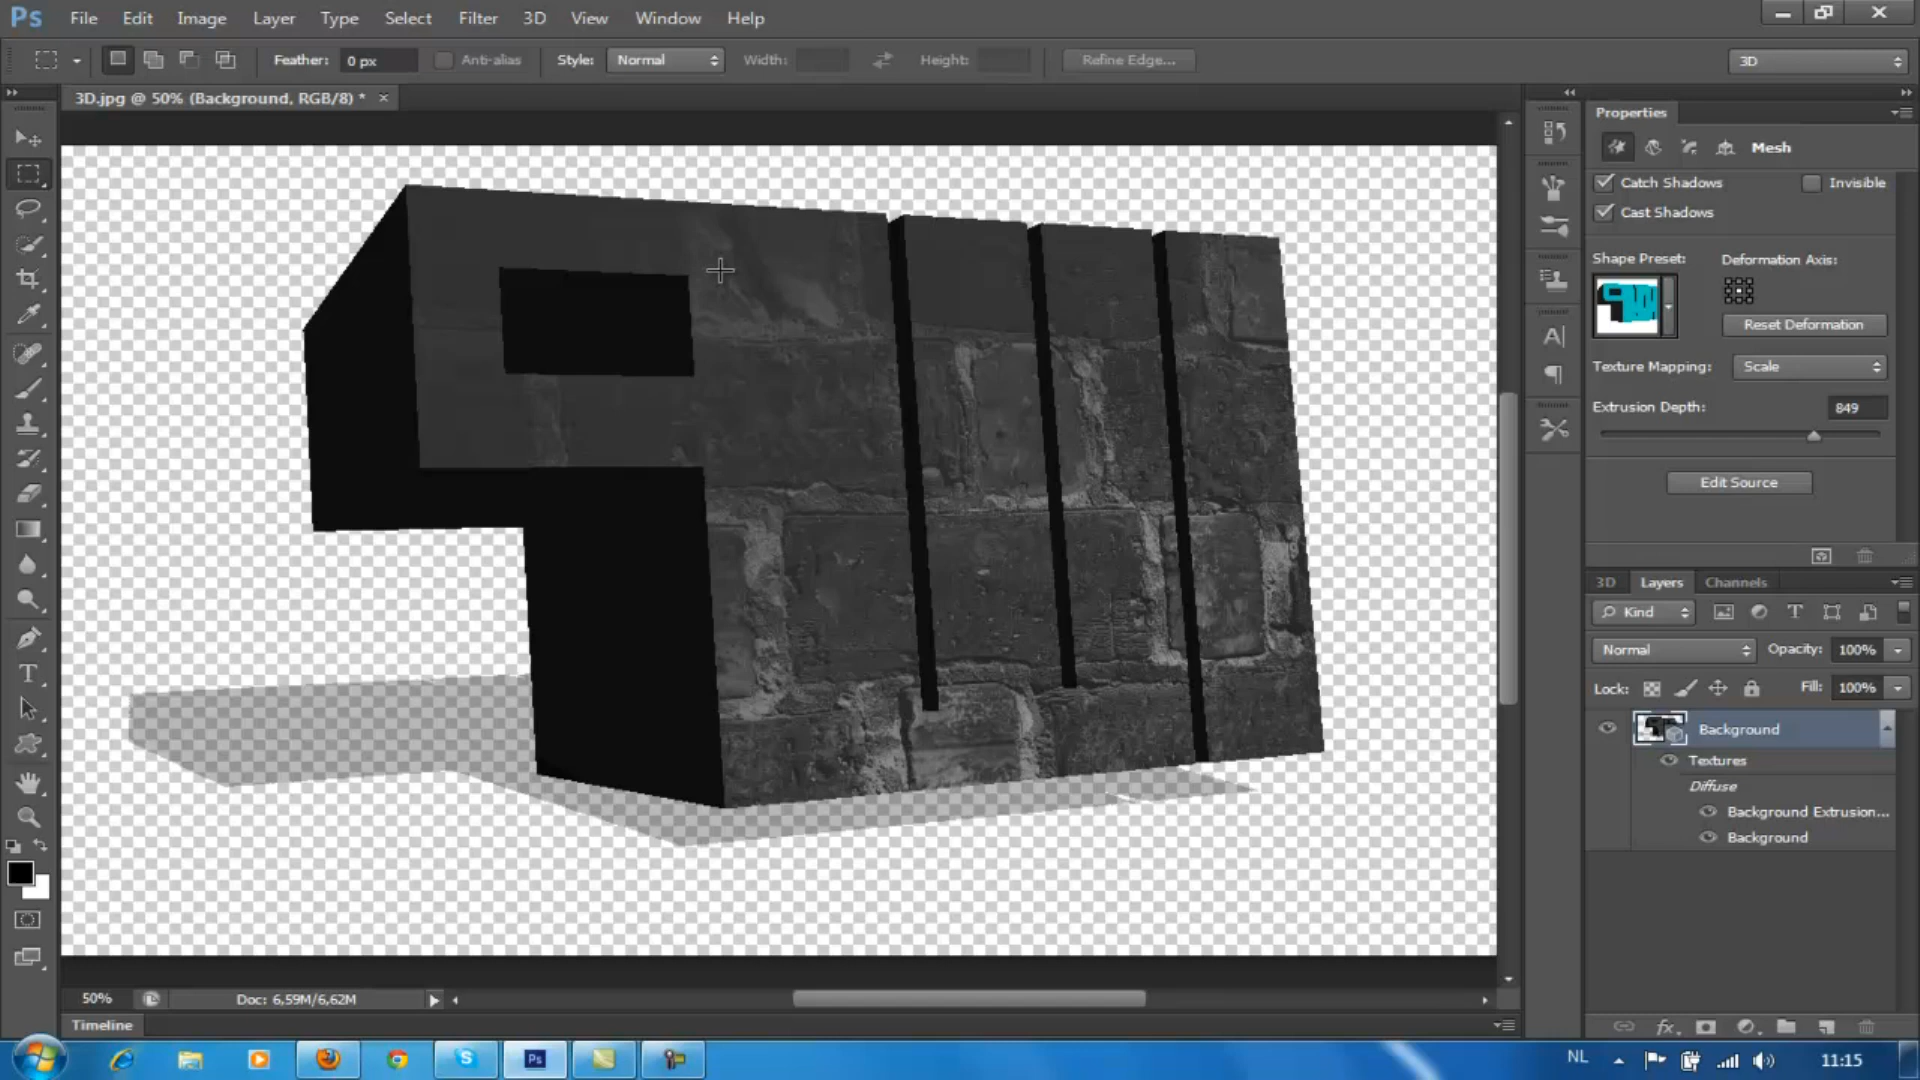 Ps File Edit Image Layer Type Select Filter 3D View Window Help
Feather: 0 px Anti-alias Style: Normal Width: Height: Refine Edge... 3D
3D.jpg @ 50% (Background, RGB/8) * ×
Properties
Mesh
Catch Shadows Invisible
Cast Shadows
Shape Preset: Deformation Axis:
Reset Deformation
Texture Mapping: Scale
Extrusion Depth: 849
Edit Source
3D Layers Channels
Kind
Normal Opacity: 100%
Lock: Fill: 100%
Background
Textures
Diffuse
Background Extrusion...
Background
50% Doc: 6,59M/6,62M
Timeline
Ps NL 11:15